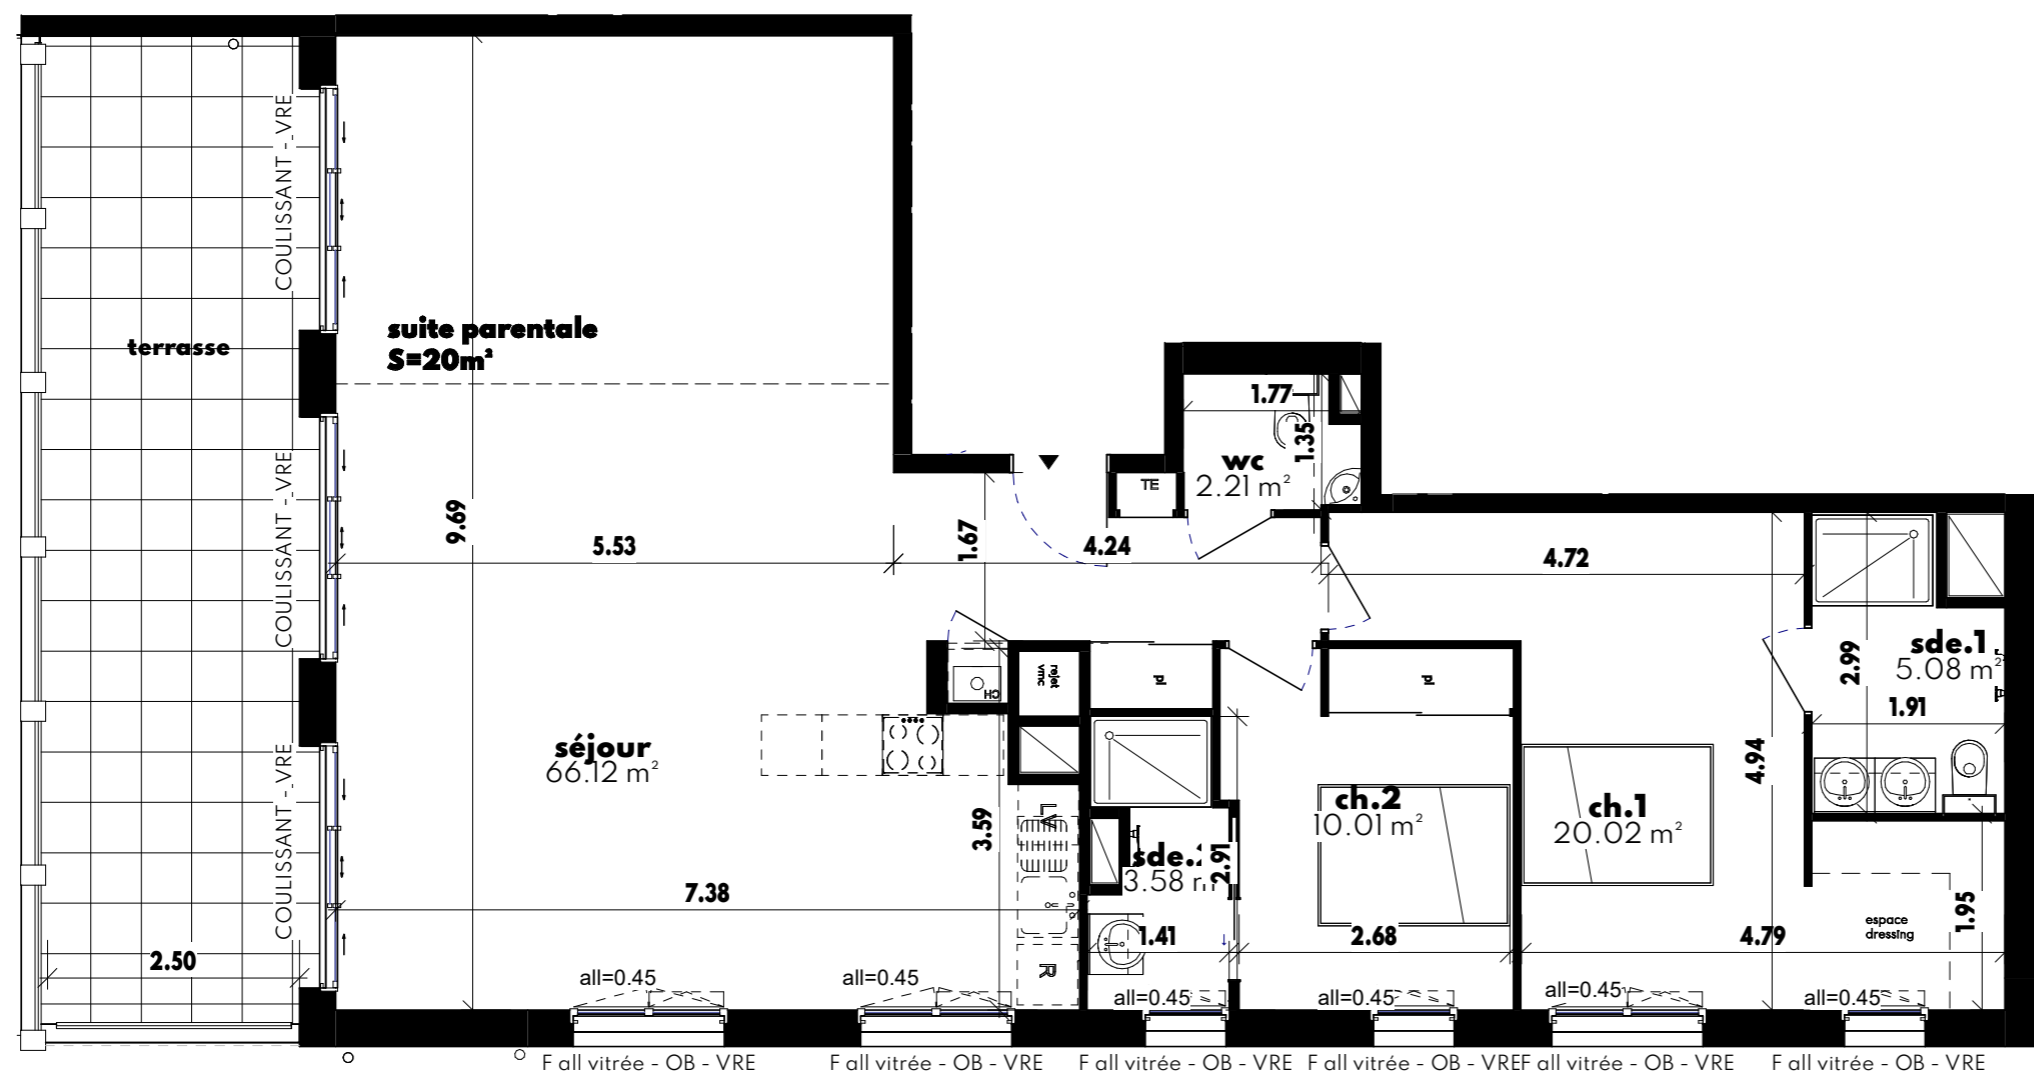 COULISSANT - VRE
suite parentale
S=20m²
terrasse
1.77
1.35
wc
2.21 m²
TE
COULISSANT - VRE
9.69
5.53
1.67
4.24
4.72
sde.1
5.08 m²
2.99
1.91
rejet
vmc
CH
pl
pl
séjour
66.12 m²
COULISSANT - VRE
4.94
ch.2
10.01 m²
ch.1
20.02 m²
LV
3.59
sde.
3.58
2.91
7.38
1.41
2.68
4.79
espace
dressing
1.95
2.50
R
all=0.45
all=0.45
all=0.45
all=0.45
all=0.45
all=0.45
F all vitrée - OB - VRE
F all vitrée - OB - VRE
F all vitrée - OB - VRE
F all vitrée - OB - VRE
F all vitrée - OB - VRE
F all vitrée - OB - VRE